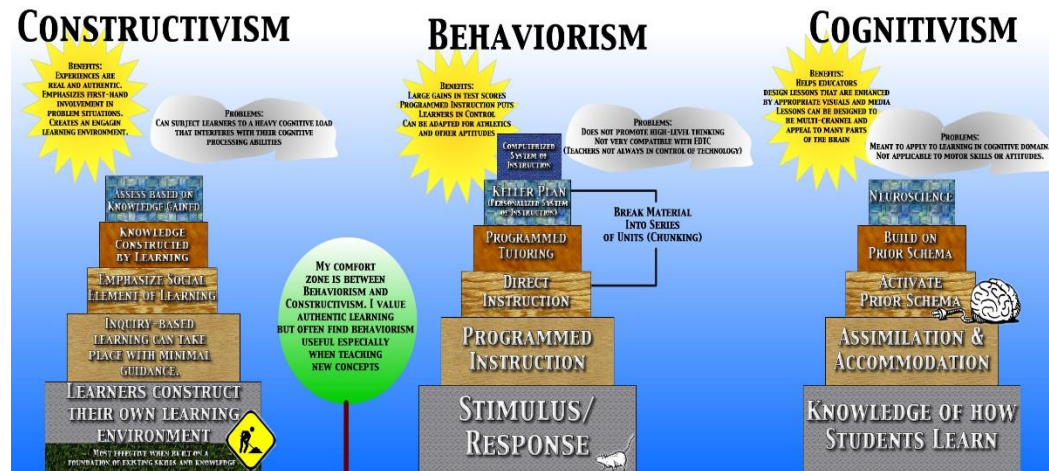 CONSTRUCTIVISM
BENEFITS:
EXPERIENCES ARE
REAL AND AUTHENTIC.
EMPHASIZES FIRST-HAND
INVOLVEMENT IN
PROBLEM SITUATIONS.
CREATES AN ENGAGIN
LEARNING ENVIRONMENT.
PROBLEMS:
CAN SUBJECT LEARNERS TO A HEAVY COGNITIVE LOAD
THAT INTERFERES WITH THEIR COGNITIVE
PROCESSING ABILITIES
ASSESS BASED ON
KNOWLEDGE GAINED
KNOWLEDGE
CONSTRUCTED
BY LEARNING
EMPHASIZE SOCIAL
ELEMENT OF LEARNING
INQUIRY-BASED
LEARNING CAN TAKE
PLACE WITH MINIMAL
GUIDANCE.
LEARNERS CONSTRUCT
THEIR OWN LEARNING
ENVIRONMENT
-MOST EFFECTIVE WHEN BUILT ON A
FOUNDATION OF EXISTING SKILLS AND KNOWLEDGE
MY COMFORT
ZONE IS BETWEEN
BEHAVIORISM AND
CONSTRUCTIVISM. I VALUE
AUTHENTIC LEARNING
BUT OFTEN FIND BEHAVIORISM
USEFUL ESPECIALLY
WHEN TEACHING
NEW CONCEPTS
BEHAVIORISM
BENEFITS:
LARGE GAINS IN TEST SCORES
PROGRAMMED INSTRUCTION PUTS
LEARNERS IN CONTROL
CAN BE ADAPTED FOR ATHLETICS
AND OTHER APTITUDES
PROBLEMS:
DOES NOT PROMOTE HIGH-LEVEL THINKING
NOT VERY COMPATIBLE WITH EDTC
(TEACHERS NOT ALWAYS IN CONTROL OF TECHNOLOGY)
COMPUTERIZED
SYSTEM OF
INSTRUCTION
KELLER PLAN
(PERSONALIZED SYSTEM
OF INSTRUCTION)
PROGRAMMED
TUTORING
DIRECT
INSTRUCTION
BREAK MATERIAL
INTO SERIES
OF UNITS (CHUNKING)
PROGRAMMED
INSTRUCTION
STIMULUS/
RESPONSE
COGNITIVISM
BENEFITS:
HELPS EDUCATORS
DESIGN LESSONS THAT ARE ENHANCED
BY APPROPRIATE VISUALS AND MEDIA
LESSONS CAN BE DESIGNED TO
BE MULTI-CHANNEL AND
APPEAL TO MANY PARTS
OF THE BRAIN
PROBLEMS:
MEANT TO APPLY TO LEARNING IN COGNITIVE DOMAIN.
NOT APPLICABLE TO MOTOR SKILLS OR ATTITUDES.
NEUROSCIENCE
BUILD ON
PRIOR SCHEMA
ACTIVATE
PRIOR SCHEMA
ASSIMILATION &
ACCOMMODATION
KNOWLEDGE OF HOW
STUDENTS LEARN